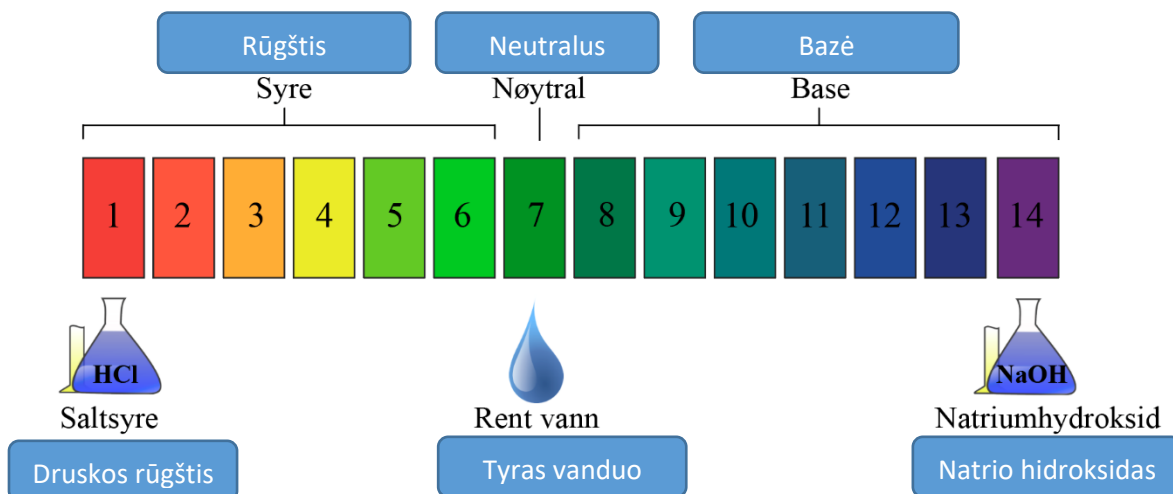 Rūgštis Neutralus Bazė
Syre Nøytral Base
1 2 3 4 5 6 7 8 9 10 11 12 13 14
HCl NaOH
Saltsyre Rent vann Natriumhydroksid
Druskos rūgštis Tyras vanduo Natrio hidroksidas